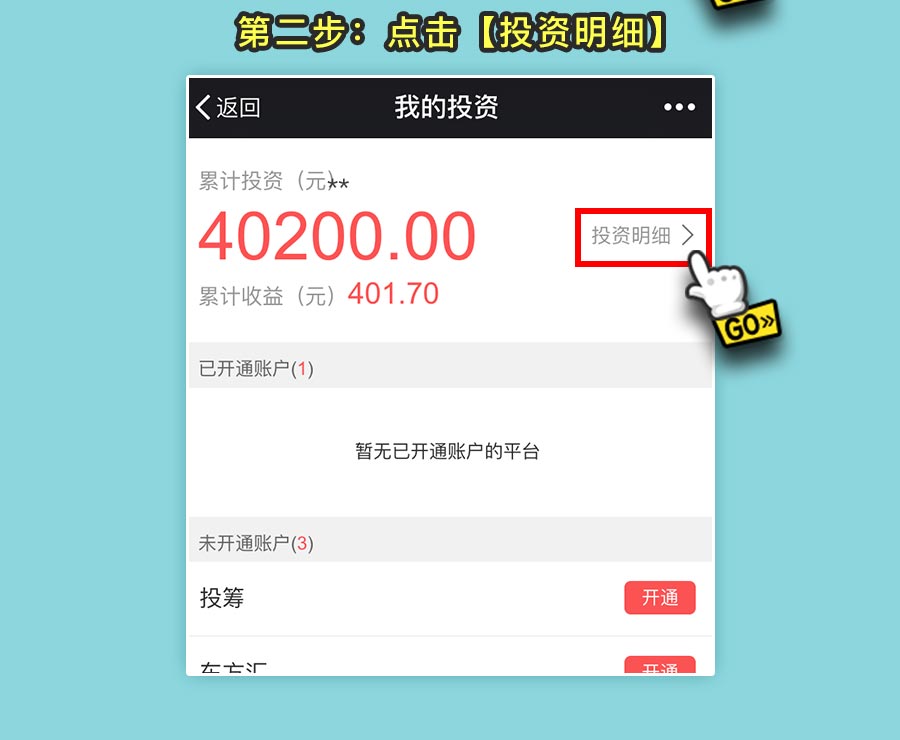 第二步：点击【投资明细】
返回 我的投资 •••
累计投资（元）**
40200.00
投资明细
累计收益（元）401.70
GO»
已开通账户(1)
暂无已开通账户的平台
未开通账户(3)
投筹 开通
东方汇 开通